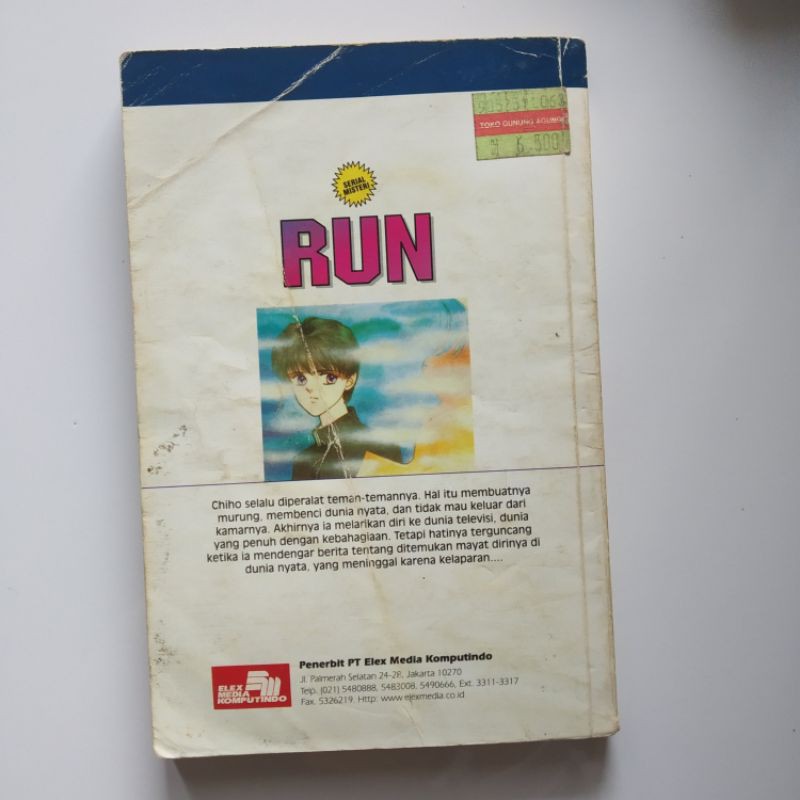 TOKO GUNUNG AGUNG
6.500
SERIAL
MISTERI
RUN
Chiho selalu diperalat teman-temannya. Hal itu membuatnya
murung, membenci dunia nyata, dan tidak mau keluar dari
kamarnya. Akhirnya ia melarikan diri ke dunia televisi, dunia
yang penuh dengan kebahagiaan. Tetapi hatinya terguncang
ketika ia mendengar berita tentang ditemukan mayat dirinya di
dunia nyata, yang meninggal karena kelaparan....
ELEX
MEDIA
KOMPUTINDO
Penerbit PT Elex Media Komputindo
Jl. Palmerah Selatan 24-28, Jakarta 10270
Telp. (021) 5480888, 5483008, 5490666, Ext. 3311-3317
Fax. 5326219. Http: www.elexmedia.co.id